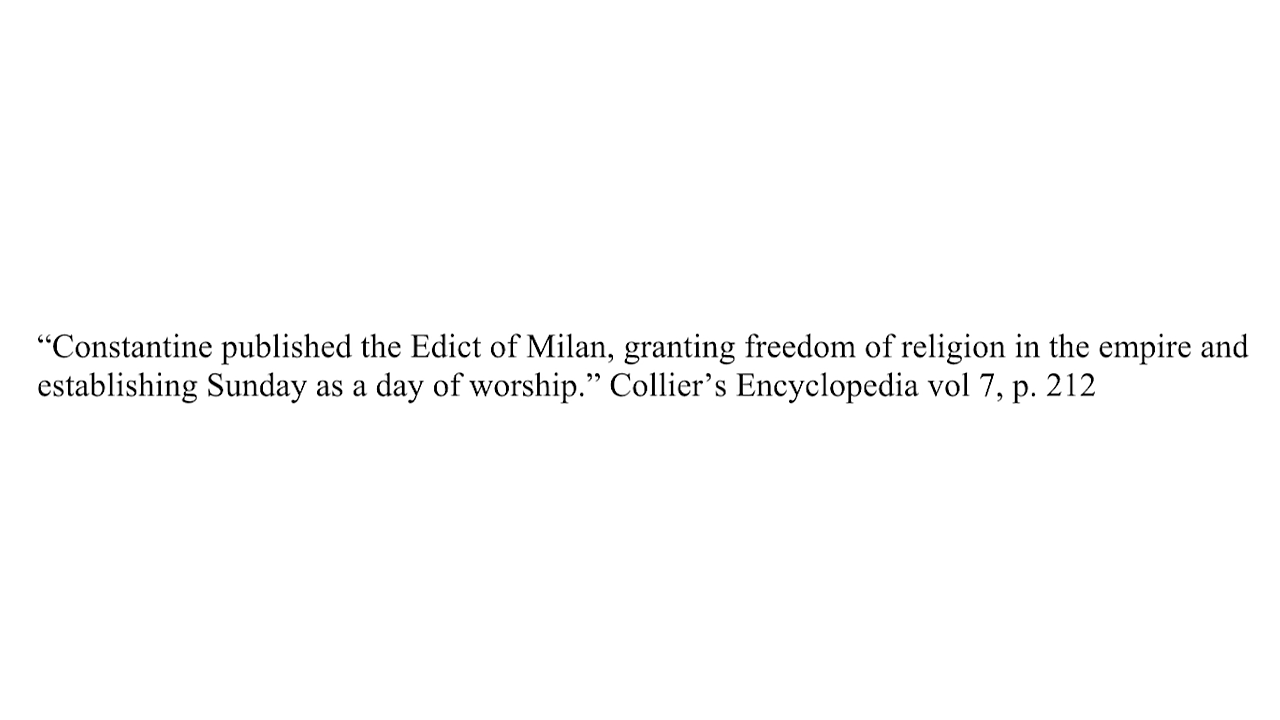 “Constantine published the Edict of Milan, granting freedom of religion in the empire and
establishing Sunday as a day of worship.” Collier’s Encyclopedia vol 7, p. 212